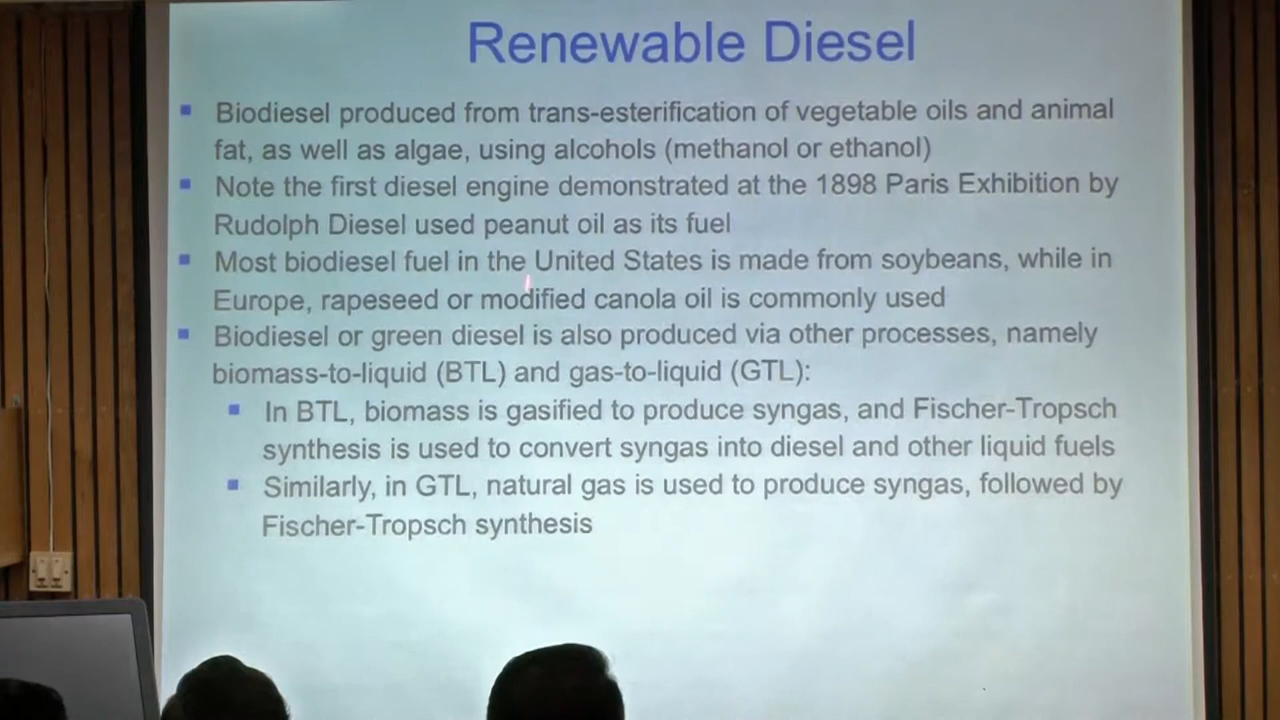 Renewable Diesel
Biodiesel produced from trans-esterification of vegetable oils and animal
fat, as well as algae, using alcohols (methanol or ethanol)
Note the first diesel engine demonstrated at the 1898 Paris Exhibition by
Rudolph Diesel used peanut oil as its fuel
Most biodiesel fuel in the United States is made from soybeans, while in
Europe, rapeseed or modified canola oil is commonly used
Biodiesel or green diesel is also produced via other processes, namely
biomass-to-liquid (BTL) and gas-to-liquid (GTL):
In BTL, biomass is gasified to produce syngas, and Fischer-Tropsch
synthesis is used to convert syngas into diesel and other liquid fuels
Similarly, in GTL, natural gas is used to produce syngas, followed by
Fischer-Tropsch synthesis